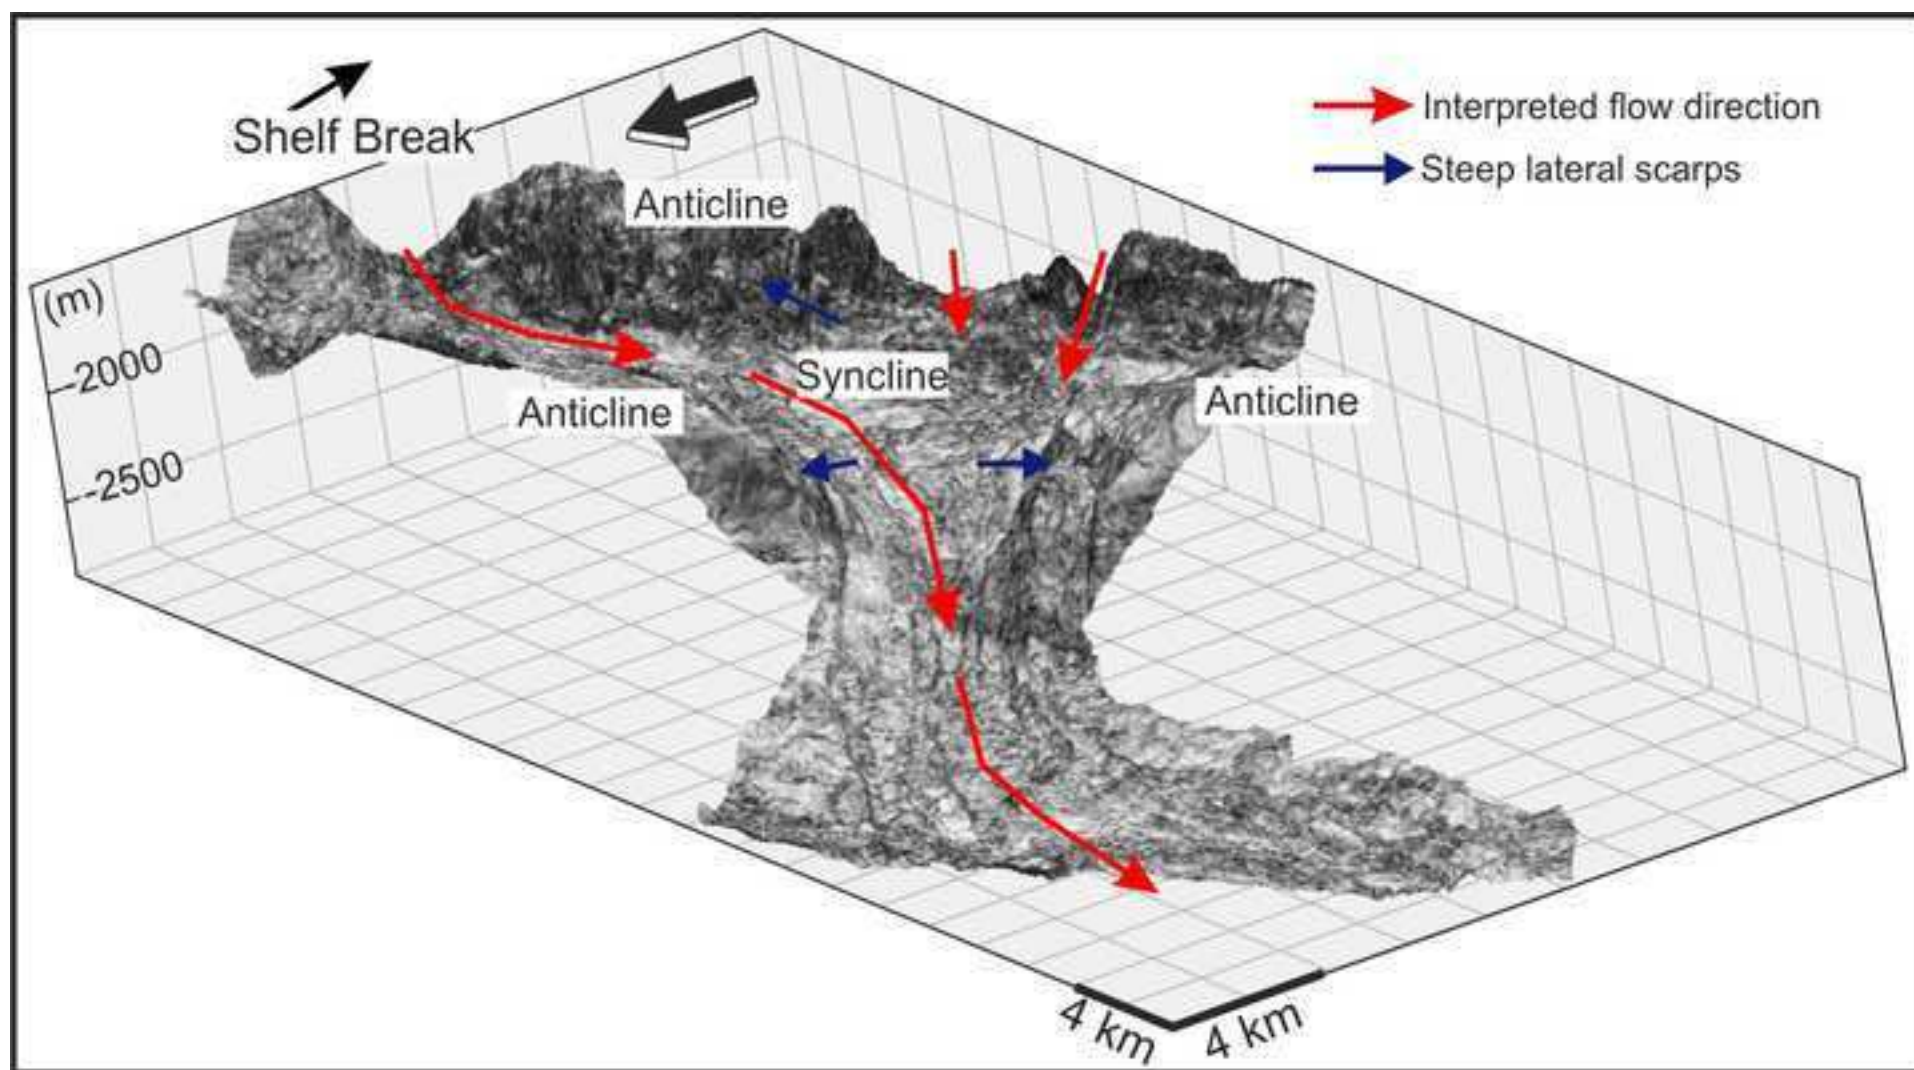 Shelf Break
Interpreted flow direction
Steep lateral scarps
Anticline
(m)
-2000
Syncline
Anticline
Anticline
-2500
4 km
4 km